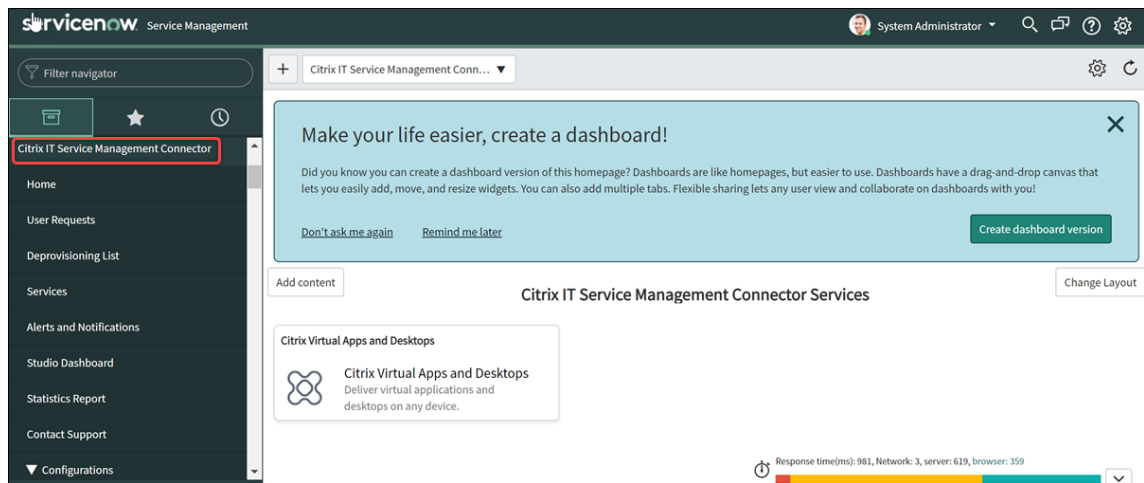 servicenow. Service Management
System Administrator
Filter navigator
Citrix IT Service Management Conn...
Citrix IT Service Management Connector
Home
User Requests
Deprovisioning List
Services
Alerts and Notifications
Studio Dashboard
Statistics Report
Contact Support
Configurations
Make your life easier, create a dashboard!
Did you know you can create a dashboard version of this homepage? Dashboards are like homepages, but easier to use. Dashboards have a drag-and-drop canvas that
lets you easily add, move, and resize widgets. You can also add multiple tabs. Flexible sharing lets any user view and collaborate on dashboards with you!
Don't ask me again
Remind me later
Create dashboard version
Add content
Citrix IT Service Management Connector Services
Change Layout
Citrix Virtual Apps and Desktops
Citrix Virtual Apps and Desktops
Deliver virtual applications and
desktops on any device.
Response time(ms): 981, Network: 3, server: 619, browser: 359